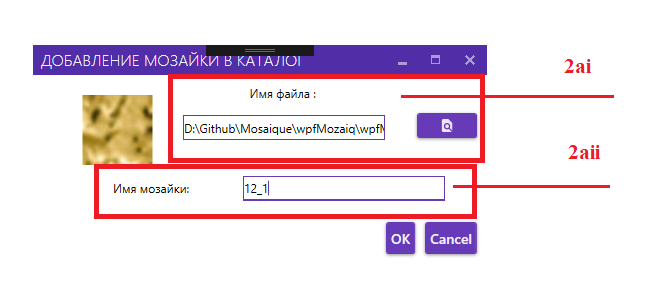 ДОБАВЛЕНИЕ МОЗАЙКИ В КАТАЛОГ
2ai
Имя файла :
D:\Github\Mosaique\wpfMozaiq\wpfM
2aii
Имя мозайки:
12_1
OK
Cancel